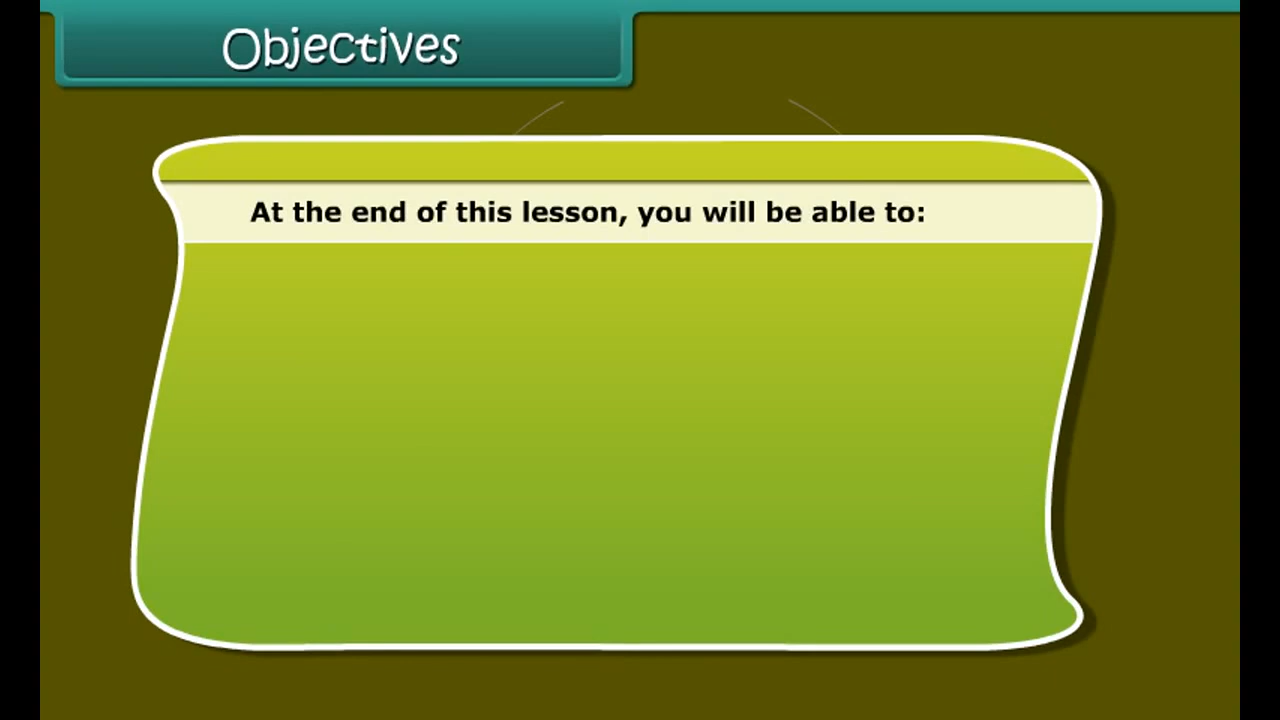 Objectives
At the end of this lesson, you will be able to: